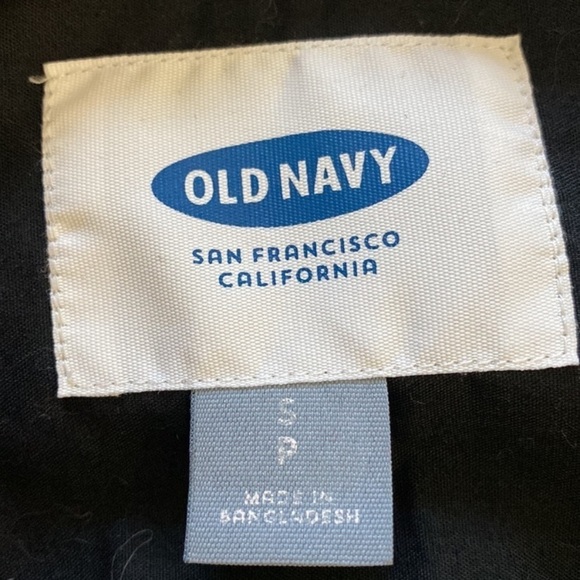 OLD NAVY
SAN FRANCISCO
CALIFORNIA
S
P
MADE IN
BANGLADESH